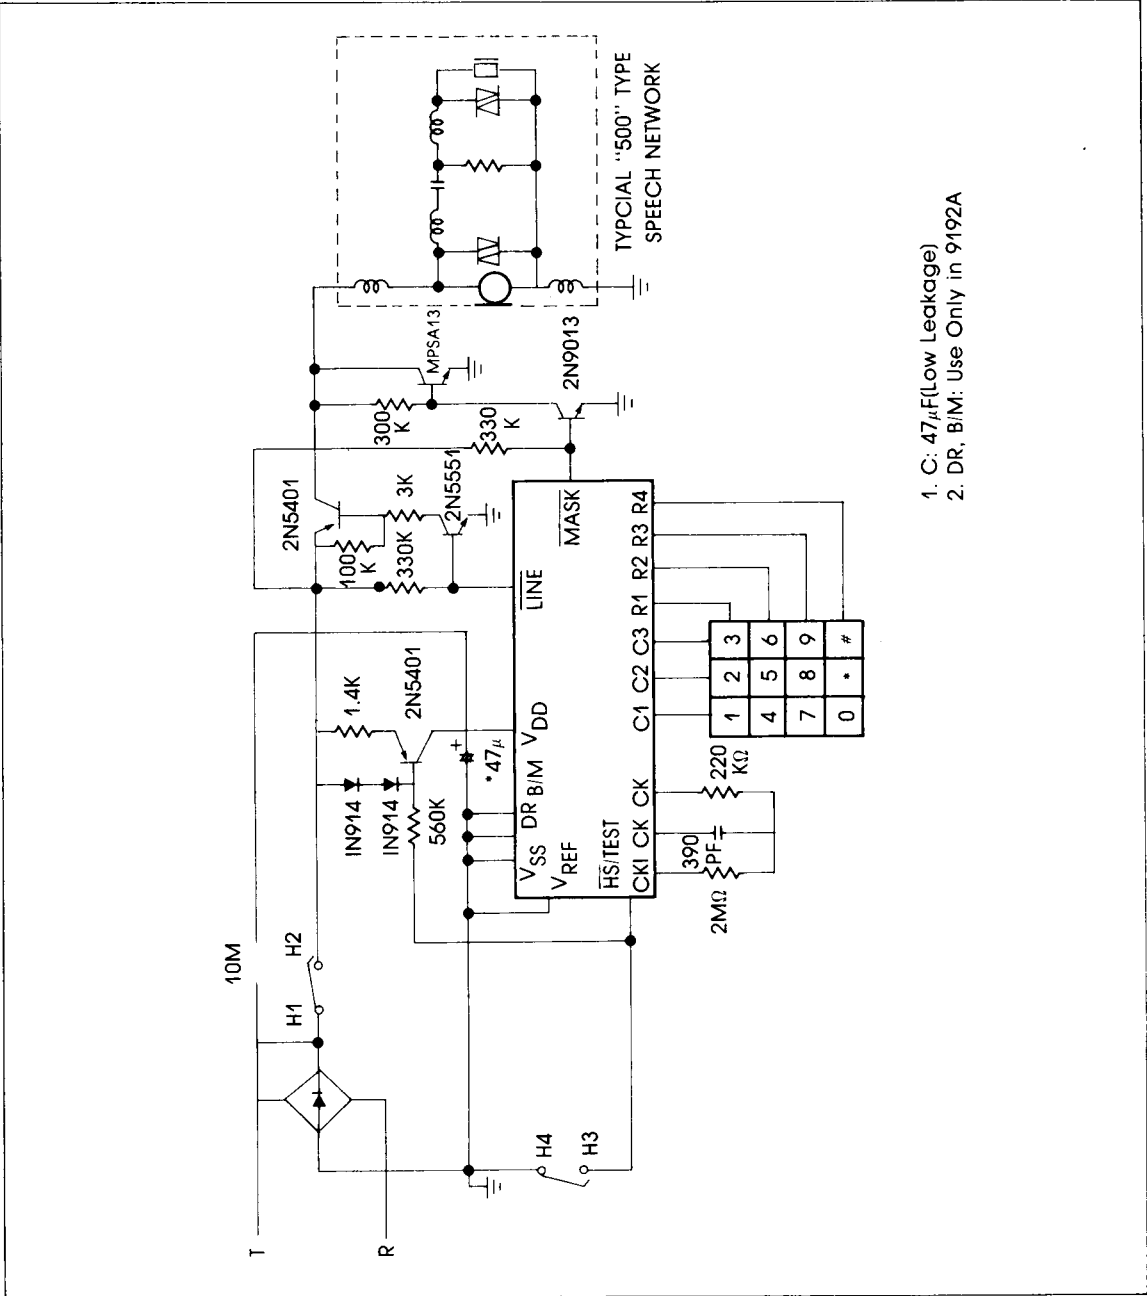 T
R
10M
H1
H2
H4
H3
IN914
IN914
560K
1.4K
2N5401
*47µ
+
100
K
330K
2N5401
3K
2N5551
300
K
330
K
MPSA13
2N9013
TYPCIAL "500" TYPE
SPEECH NETWORK
VSS
VREF
DR
B/M
VDD
LINE
MASK
HS/TEST
CKI
CK
CK
C1
C2
C3
R1
R2
R3
R4
2MΩ
390
PF
220
KΩ
1 2 3
4 5 6
7 8 9
0 * #
1. C: 47µF(Low Leakage)
2. DR, B/M: Use Only in 9192A